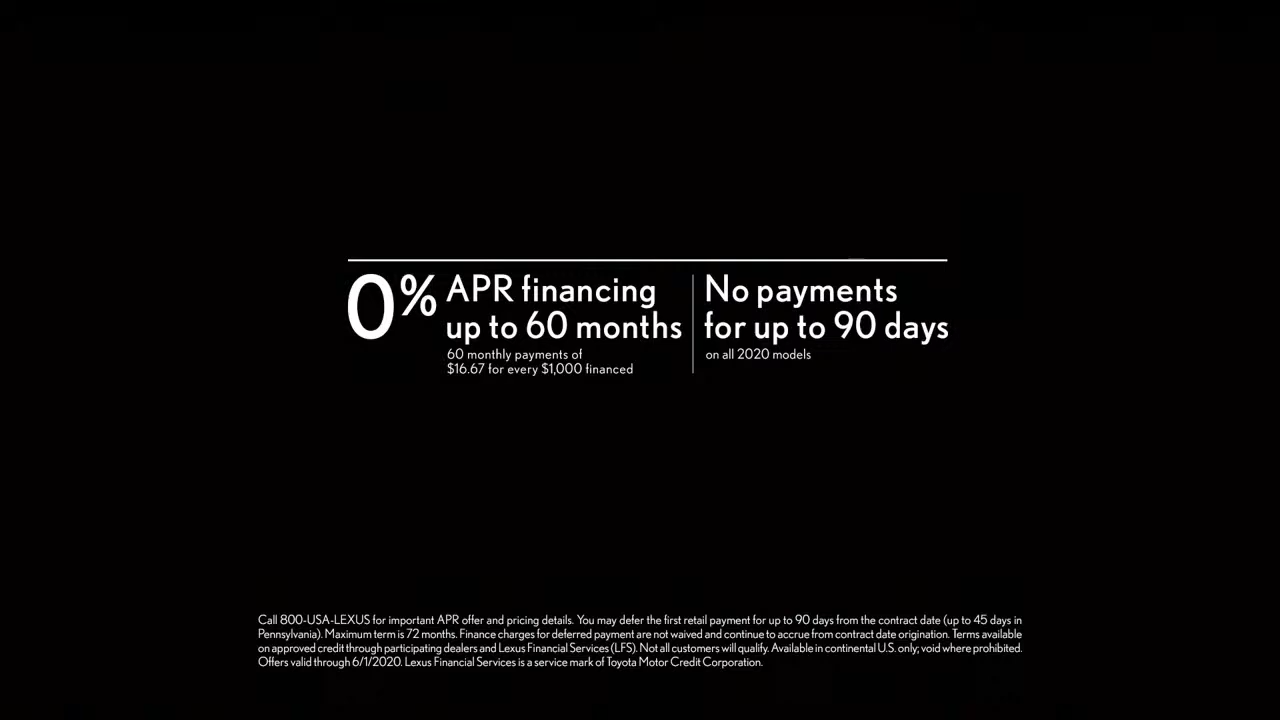 0% APR financing
up to 60 months
60 monthly payments of
$16.67 for every $1,000 financed
No payments
for up to 90 days
on all 2020 models
Call 800-USA-LEXUS for important APR offer and pricing details. You may defer the first retail payment for up to 90 days from the contract date (up to 45 days in
Pennsylvania). Maximum term is 72 months. Finance charges for deferred payment are not waived and continue to accrue from contract date origination. Terms available
on approved credit through participating dealers and Lexus Financial Services (LFS). Not all customers will qualify. Available in continental U.S. only; void where prohibited.
Offers valid through 6/1/2020. Lexus Financial Services is a service mark of Toyota Motor Credit Corporation.